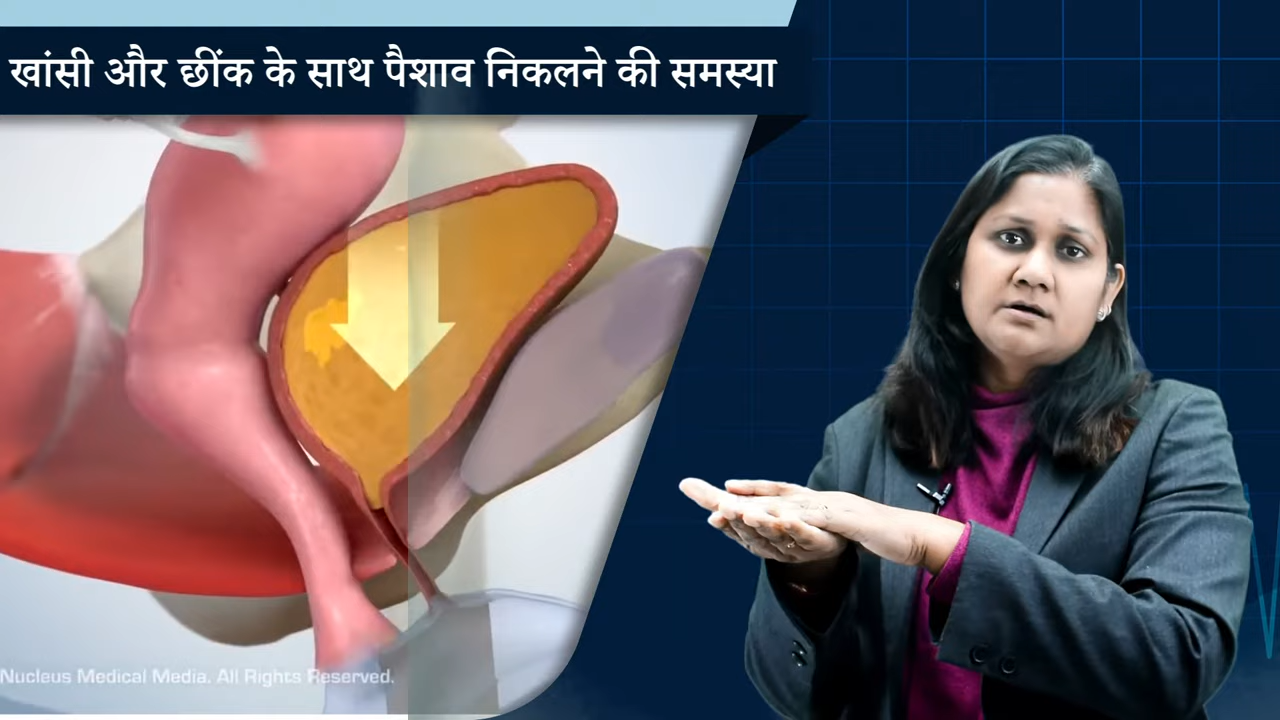 खांसी और छींक के साथ पैशाव निकलने की समस्या
Nucleus Medical Media. All Rights Reserved.